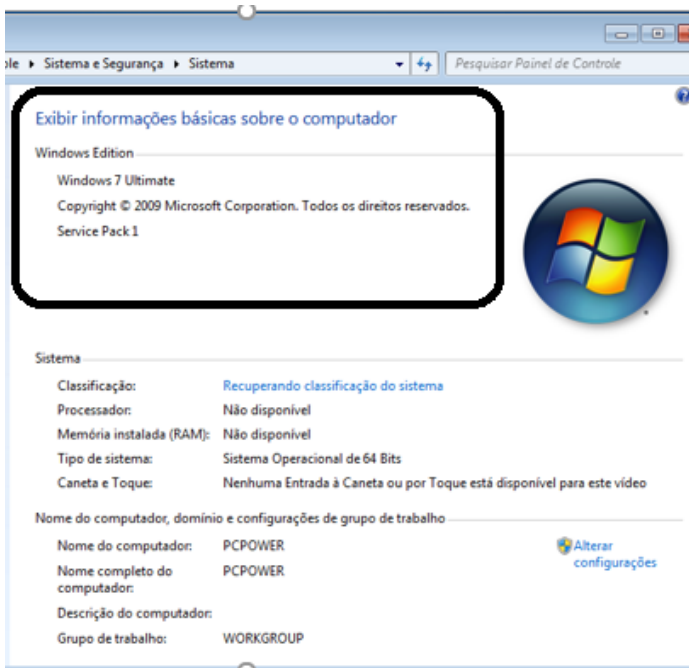 ole ▸ Sistema e Segurança ▸ Sistema
Pesquisar Painel de Controle
Exibir informações básicas sobre o computador
Windows Edition
Windows 7 Ultimate
Copyright © 2009 Microsoft Corporation. Todos os direitos reservados.
Service Pack 1
Sistema
Classificação: Recuperando classificação do sistema
Processador: Não disponível
Memória instalada (RAM): Não disponível
Tipo de sistema: Sistema Operacional de 64 Bits
Caneta e Toque: Nenhuma Entrada à Caneta ou por Toque está disponível para este vídeo
Nome do computador, domínio e configurações de grupo de trabalho
Nome do computador: PCPOWER
Alterar
configurações
Nome completo do PCPOWER
computador:
Descrição do computador:
Grupo de trabalho: WORKGROUP